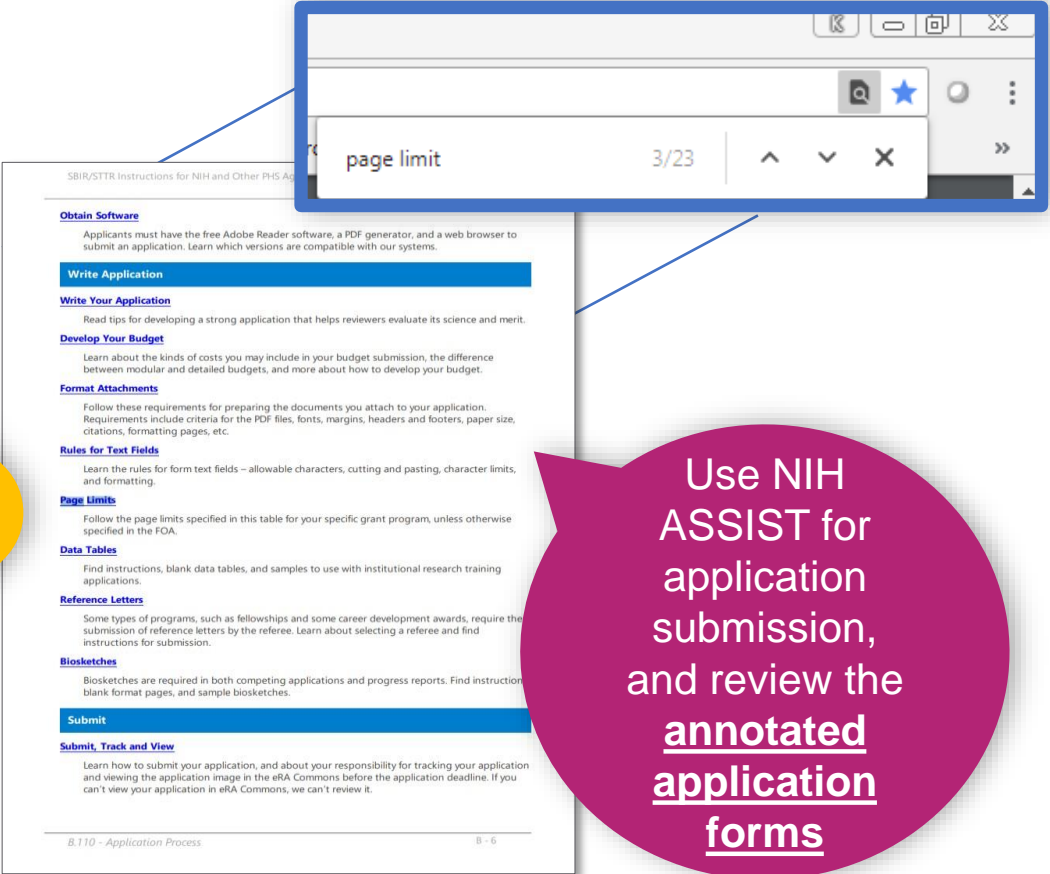 page limit 3/23
SBIR/STTR Instructions for NIH and Other PHS
Obtain Software
Applicants must have the free Adobe Reader software, a PDF generator, and a web browser to
submit an application. Learn which versions are compatible with our systems.
Write Application
Write Your Application
Read tips for developing a strong application that helps reviewers evaluate its science and merit.
Develop Your Budget
Learn about the kinds of costs you may include in your budget submission, the difference
between modular and detailed budgets, and more about how to develop your budget.
Format Attachments
Follow these requirements for preparing the documents you attach to your application.
Requirements include criteria for the PDF files, fonts, margins, headers and footers, paper size,
citations, formatting pages, etc.
Rules for Text Fields
Learn the rules for form text fields – allowable characters, cutting and pasting, character limits,
and formatting.
Page Limits
Follow the page limits specified in this table for your specific grant program, unless otherwise
specified in the FOA.
Data Tables
Find instructions, blank data tables, and samples to use with institutional research training
applications.
Reference Letters
Some types of programs, such as fellowships and some career development awards, require the
submission of reference letters by the referee. Learn about selecting a referee and find
instructions for submission.
Biosketches
Biosketches are required in both competing applications and progress reports. Find instruction
blank format pages, and sample biosketches.
Submit
Submit, Track and View
Learn how to submit your application, and about your responsibility for tracking your application
and viewing the application image in the eRA Commons before the application deadline. If you
can't view your application in eRA Commons, we can't review it.
B.110 - Application Process B - 6
Use NIH
ASSIST for
application
submission,
and review the
annotated
application
forms